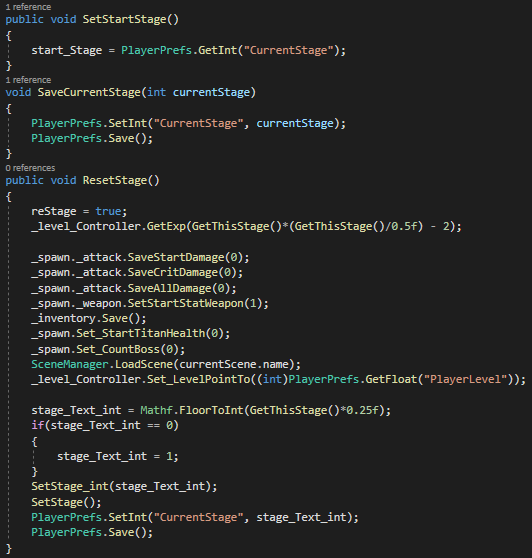 1 reference
public void SetStartStage()
{
start_Stage = PlayerPrefs.GetInt("CurrentStage");
}
1 reference
void SaveCurrentStage(int currentStage)
{
PlayerPrefs.SetInt("CurrentStage", currentStage);
PlayerPrefs.Save();
}
0 references
public void ResetStage()
{
reStage = true;
_level_Controller.GetExp(GetThisStage()*(GetThisStage()/0.5f) - 2);
_spawn._attack.SaveStartDamage(0);
_spawn._attack.SaveCritDamage(0);
_spawn._attack.SaveAllDamage(0);
_spawn._weapon.SetStartStatWeapon(1);
_inventory.Save();
_spawn.Set_StartTitanHealth(0);
_spawn.Set_CountBoss(0);
SceneManager.LoadScene(currentScene.name);
_level_Controller.Set_LevelPointTo((int)PlayerPrefs.GetFloat("PlayerLevel"));
stage_Text_int = Mathf.FloorToInt(GetThisStage()*0.25f);
if(stage_Text_int == 0)
{
stage_Text_int = 1;
}
SetStage_int(stage_Text_int);
SetStage();
PlayerPrefs.SetInt("CurrentStage", stage_Text_int);
PlayerPrefs.Save();
}